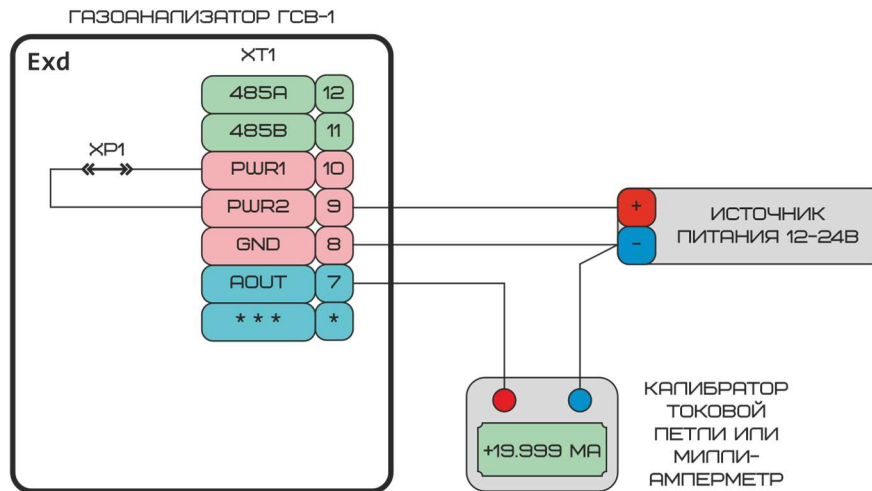 ГАЗОАНАЛИЗАТОР ГСВ-1
Exd
XT1
485A 12
485B 11
XP1
PWR1 10
PWR2 9
GND 8
AOUT 7
* * * *
+
-
ИСТОЧНИК
ПИТАНИЯ 12-24В
+19.999 МА
КАЛИБРАТОР
ТОКОВОЙ
ПЕТЛИ ИЛИ
МИЛЛИ-
АМПЕРМЕТР